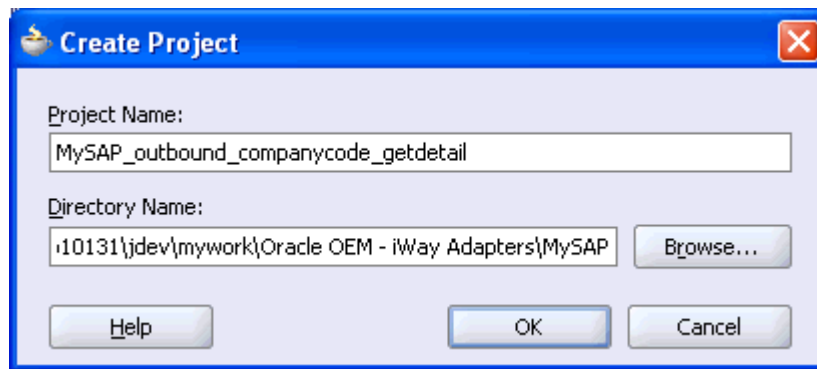 Create Project
Project Name:
MySAP_outbound_companycode_getdetail
Directory Name:
10131\jdev\mywork\Oracle OEM - iWay Adapters\MySAP
Browse...
Help
OK
Cancel